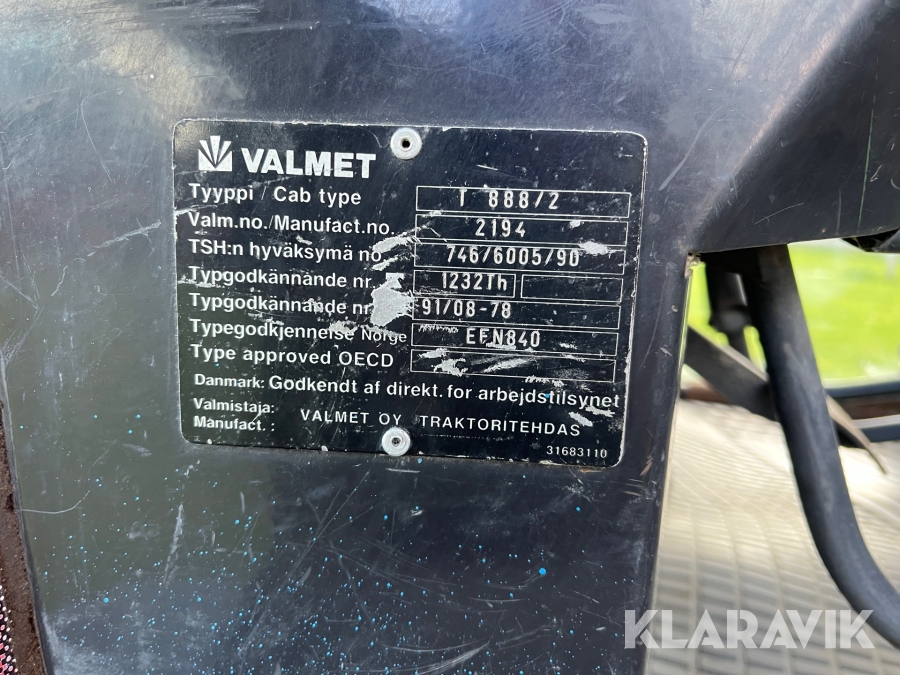 VALMET
Tyyppi / Cab type T 888/2
Valm.no./Manufact.no. 2194
TSH:n hyväksymä no 746/6005/90
Typgodkännände nr. 1232Th
Typgodkännande nr 91/08-78
Typegodkjennelse Norge EFN840
Type approved OECD
Danmark: Godkendt af direkt. for arbejdstilsynet
Valmistaja:
Manufact. : VALMET OY TRAKTORITEHDAS
31683110
KLARAVIK